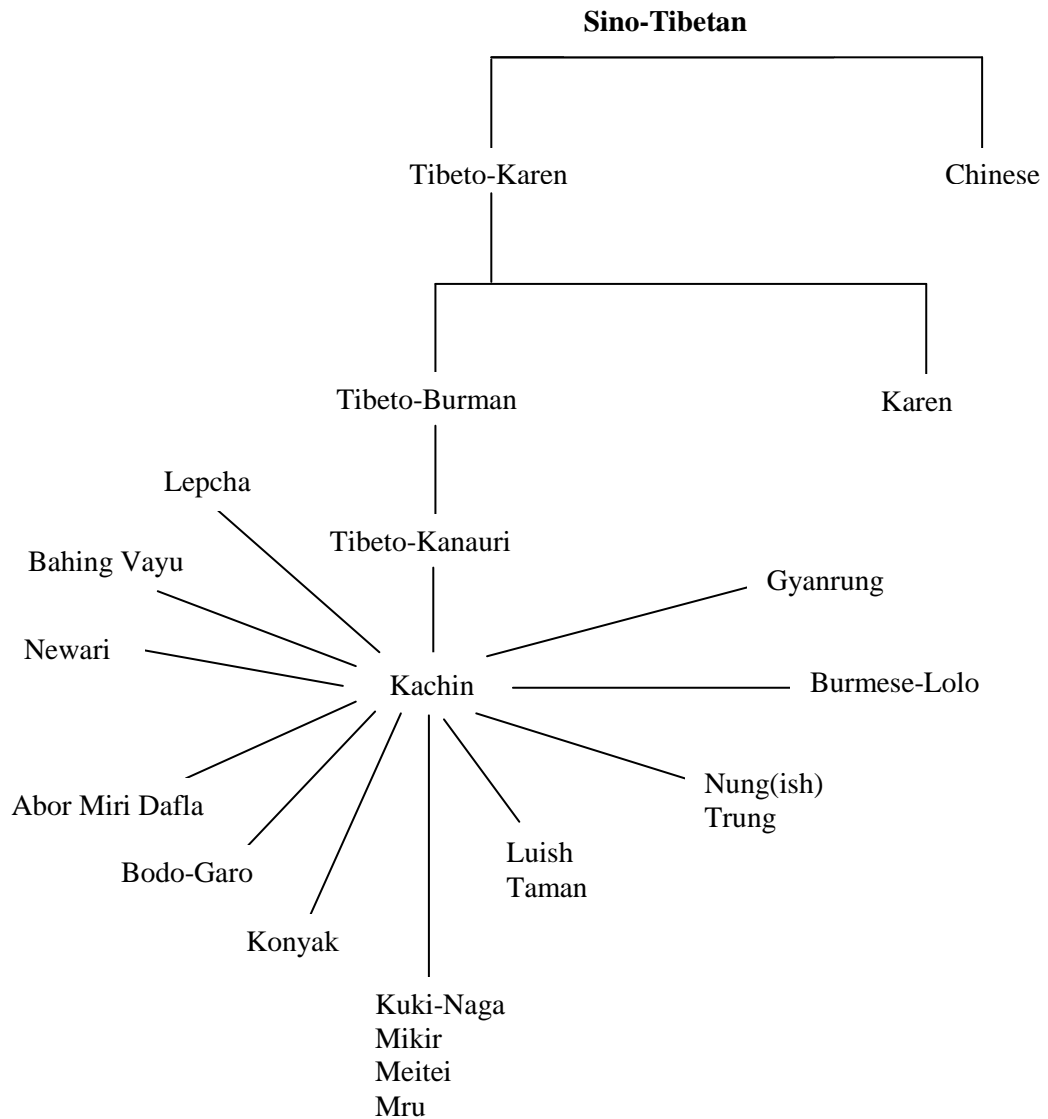 Sino-Tibetan
Tibeto-Karen
Chinese
Tibeto-Burman
Karen
Lepcha
Tibeto-Kanauri
Bahing Vayu
Gyanrung
Newari
Kachin
Burmese-Lolo
Abor Miri Dafla
Nung(ish)
Trung
Bodo-Garo
Luish
Taman
Konyak
Kuki-Naga
Mikir
Meitei
Mru